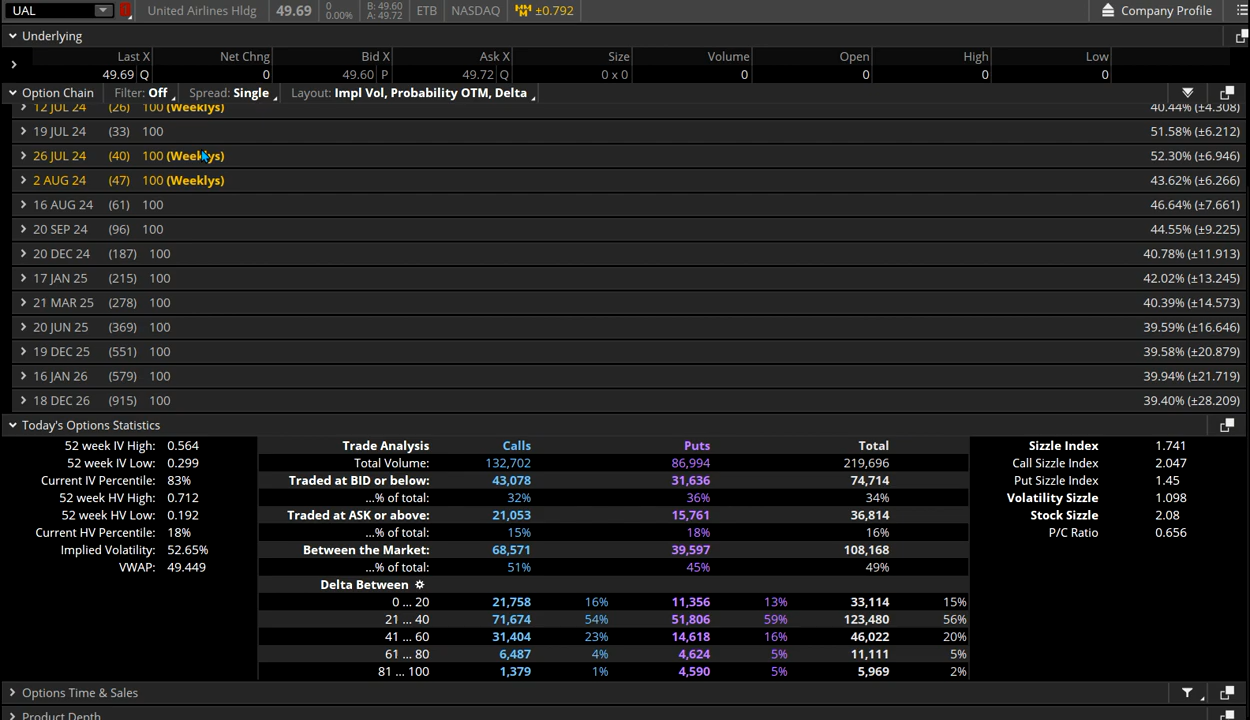 UAL United Airlines Hldg 49.69 0 0.00% B: 49.60 A: 49.72 ETB NASDAQ ±0.792 Company Profile
Underlying
Last X Net Chng Bid X Ask X Size Volume Open High Low
49.69 Q 0 49.60 P 49.72 Q 0 x 0 0 0 0 0
Option Chain Filter: Off Spread: Single Layout: Impl Vol, Probability OTM, Delta
12 JUL 24 (26) 100 (Weeklys) 40.44% (±4.308)
19 JUL 24 (33) 100 51.58% (±6.212)
26 JUL 24 (40) 100 (Weeklys) 52.30% (±6.946)
2 AUG 24 (47) 100 (Weeklys) 43.62% (±6.266)
16 AUG 24 (61) 100 46.64% (±7.661)
20 SEP 24 (96) 100 44.55% (±9.225)
20 DEC 24 (187) 100 40.78% (±11.913)
17 JAN 25 (215) 100 42.02% (±13.245)
21 MAR 25 (278) 100 40.39% (±14.573)
20 JUN 25 (369) 100 39.59% (±16.646)
19 DEC 25 (551) 100 39.58% (±20.879)
16 JAN 26 (579) 100 39.94% (±21.719)
18 DEC 26 (915) 100 39.40% (±28.209)
Today's Options Statistics
52 week IV High: 0.564 Trade Analysis Calls Puts Total Sizzle Index 1.741
52 week IV Low: 0.299 Total Volume: 132,702 86,994 219,696 Call Sizzle Index 2.047
Current IV Percentile: 83% Traded at BID or below: 43,078 31,636 74,714 Put Sizzle Index 1.45
52 week HV High: 0.712 ...% of total: 32% 36% 34% Volatility Sizzle 1.098
52 week HV Low: 0.192 Traded at ASK or above: 21,053 15,761 36,814 Stock Sizzle 2.08
Current HV Percentile: 18% ...% of total: 15% 18% 16% P/C Ratio 0.656
Implied Volatility: 52.65% Between the Market: 68,571 39,597 108,168
VWAP: 49.449 ...% of total: 51% 45% 49%
Delta Between
0 ... 20 21,758 16% 11,356 13% 33,114 15%
21 ... 40 71,674 54% 51,806 59% 123,480 56%
41 ... 60 31,404 23% 14,618 16% 46,022 20%
61 ... 80 6,487 4% 4,624 5% 11,111 5%
81 ... 100 1,379 1% 4,590 5% 5,969 2%
Options Time & Sales
Product Depth